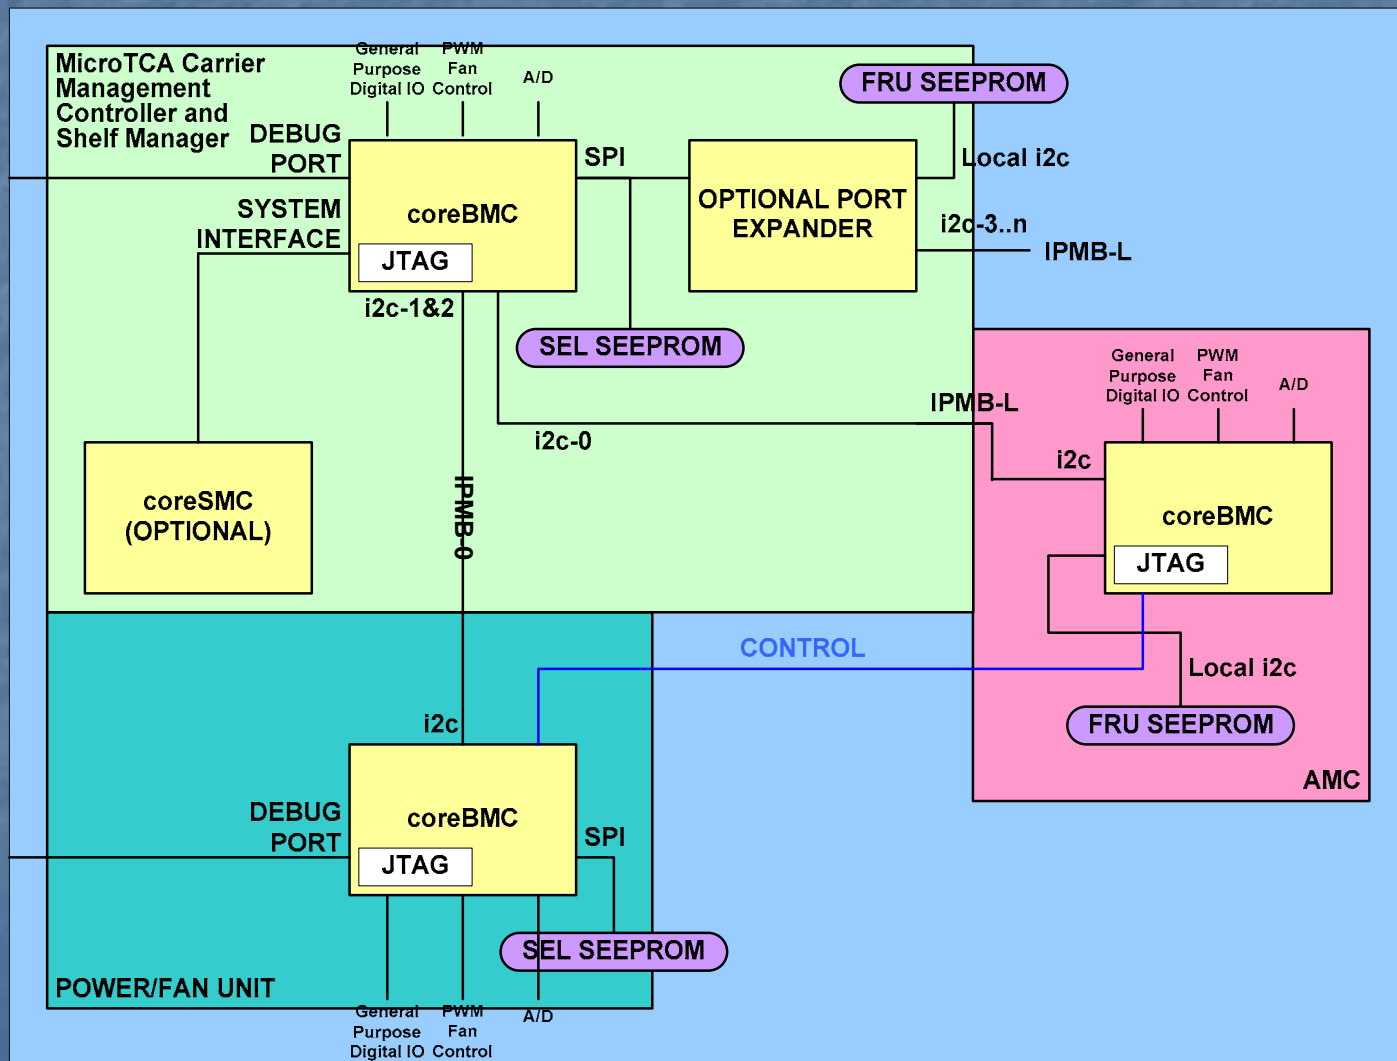 MicroTCA Carrier
Management
Controller and
Shelf Manager
General
Purpose
Digital IO
PWM
Fan
Control
A/D
FRU SEEPROM
DEBUG
PORT
SPI
Local i2c
SYSTEM
INTERFACE
coreBMC
JTAG
OPTIONAL PORT
EXPANDER
i2c-3..n
IPMB-L
i2c-1&2
SEL SEEPROM
General
Purpose
Digital IO
PWM
Fan
Control
A/D
IPMB-L
i2c-0
i2c
coreSMC
(OPTIONAL)
IPMB-0
coreBMC
JTAG
CONTROL
Local i2c
FRU SEEPROM
AMC
i2c
DEBUG
PORT
coreBMC
JTAG
SPI
SEL SEEPROM
POWER/FAN UNIT
General
Purpose
Digital IO
PWM
Fan
Control
A/D